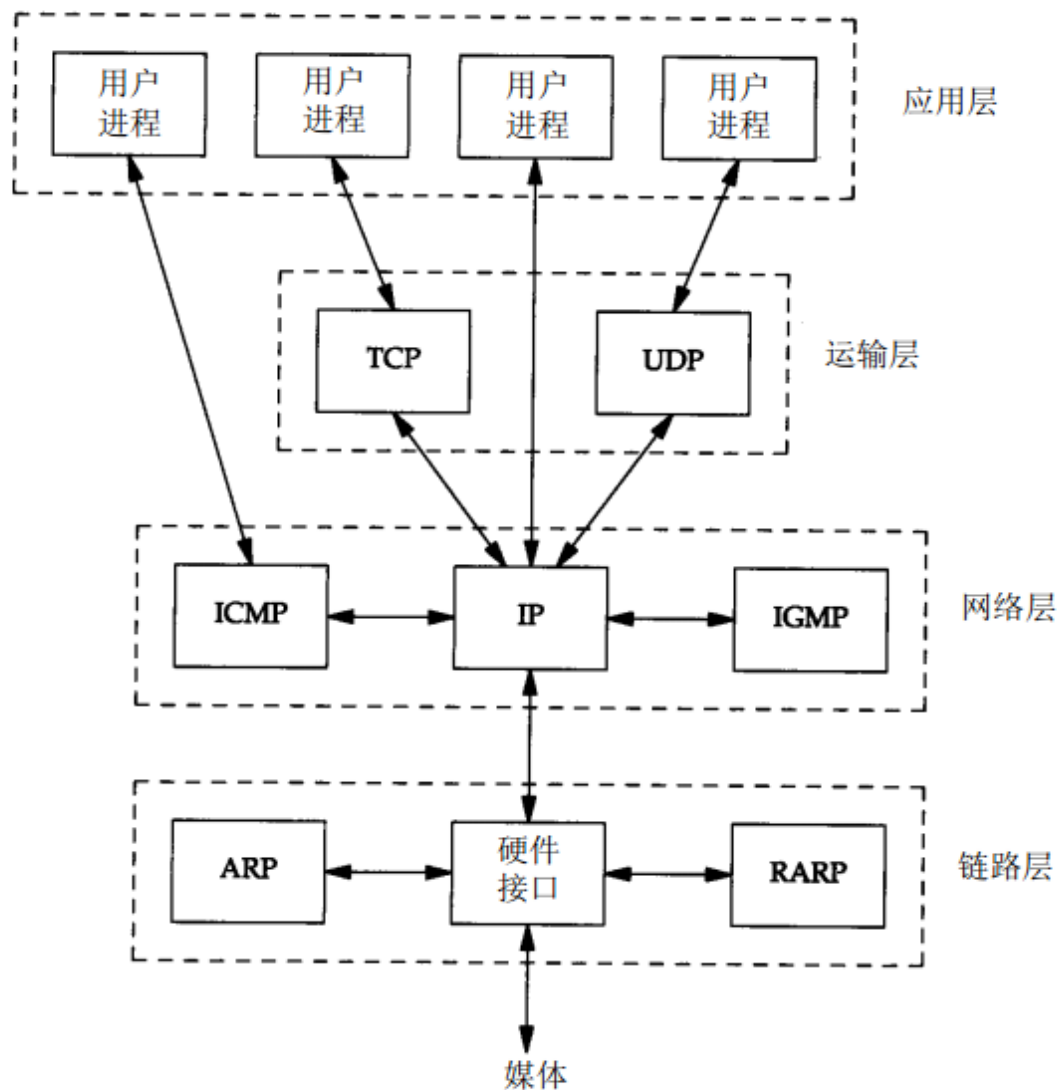 用户
进程
用户
进程
用户
进程
用户
进程
应用层
TCP
UDP
运输层
ICMP
IP
IGMP
网络层
ARP
硬件
接口
RARP
链路层
媒体